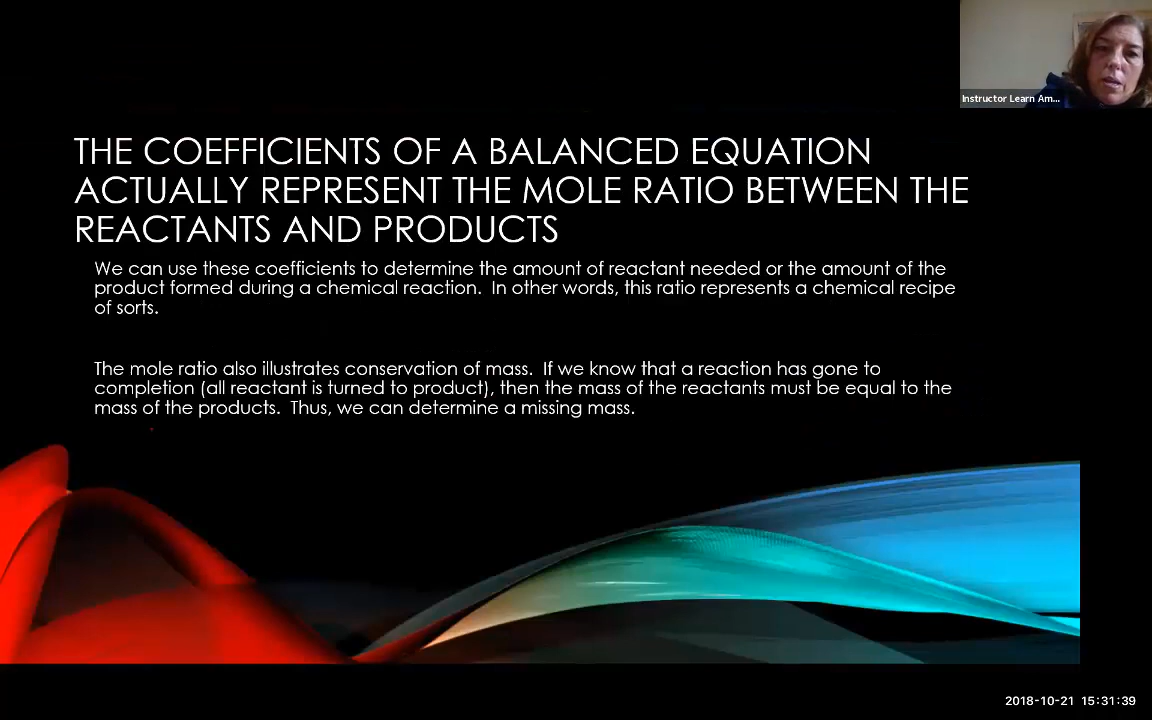 Instructor Learn Am...
THE COEFFICIENTS OF A BALANCED EQUATION
ACTUALLY REPRESENT THE MOLE RATIO BETWEEN THE
REACTANTS AND PRODUCTS
We can use these coefficients to determine the amount of reactant needed or the amount of the
product formed during a chemical reaction.  In other words, this ratio represents a chemical recipe
of sorts.
The mole ratio also illustrates conservation of mass.  If we know that a reaction has gone to
completion (all reactant is turned to product), then the mass of the reactants must be equal to the
mass of the products.  Thus, we can determine a missing mass.
2018-10-21 15:31:39